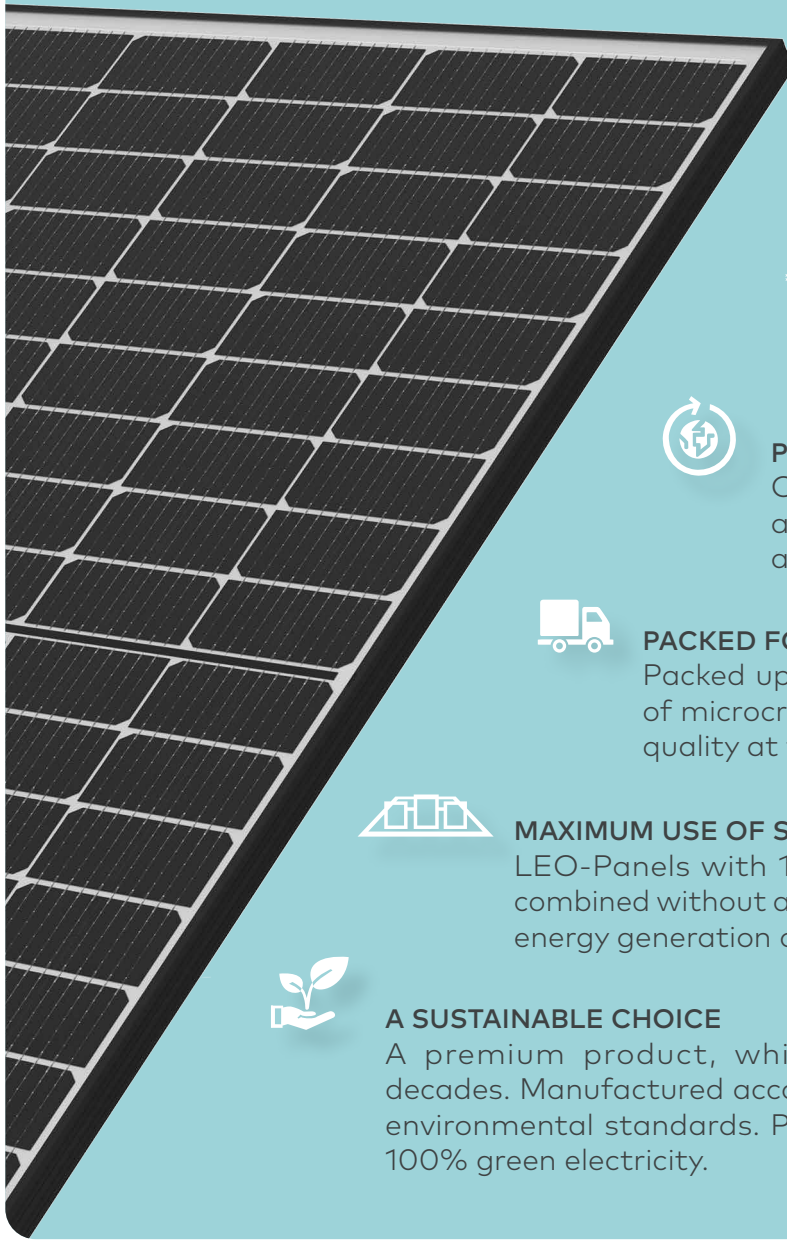 PACKED
Packed up
of microcr
quality at
MAXIMUM USE OF S
LEO-Panels with 1
combined without a
energy generation
A SUSTAINABLE CHOICE
A premium product, whi
decades. Manufactured acco
environmental standards. P
100% green electricity.